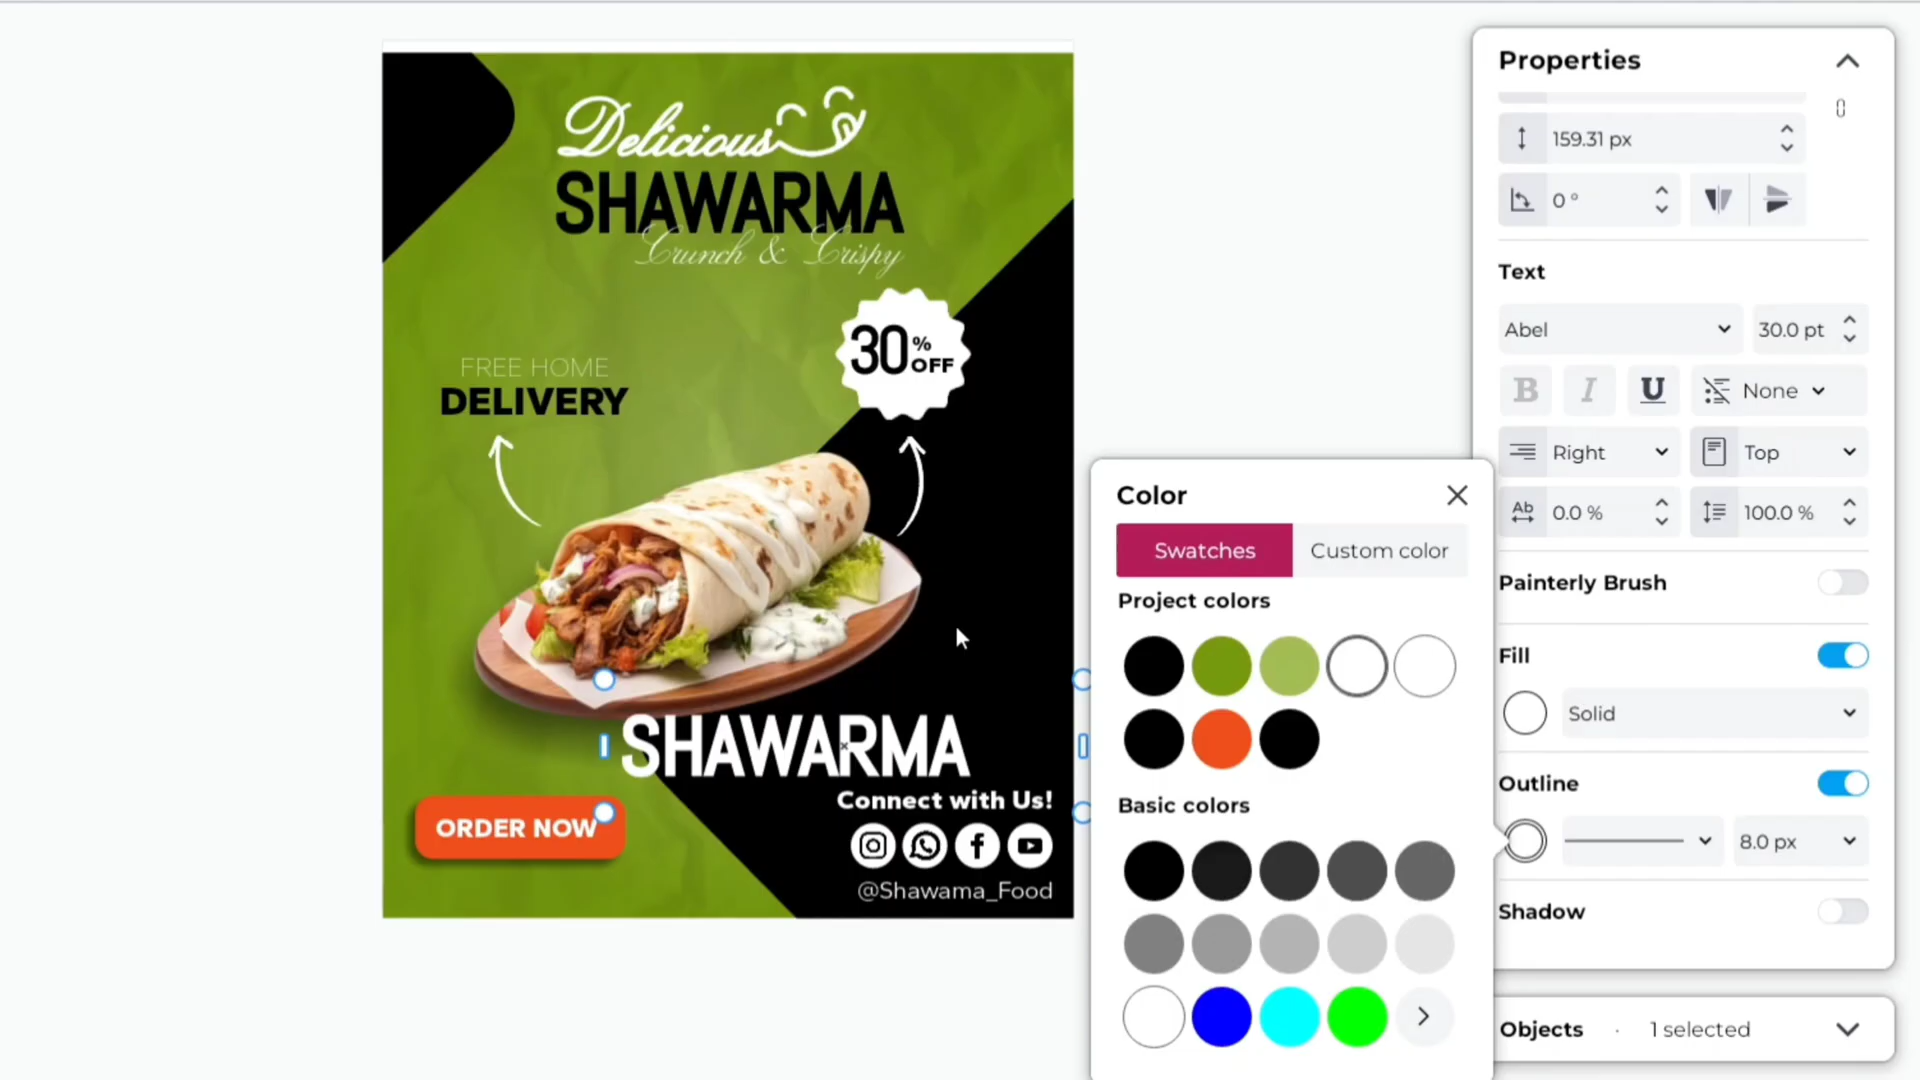 Delicious
SHAWARMA
Crunch & Crispy
30% OFF
FREE HOME
DELIVERY
SHAWARMA
Connect with Us!
ORDER NOW
@Shawama_Food
Properties
159.31 px
0 °
Text
Abel
30.0 pt
B I U
None
Right
Top
Ab
0.0 %
100.0 %
Painterly Brush
Fill
Solid
Outline
8.0 px
Shadow
Objects · 1 selected
Color
Swatches
Custom color
Project colors
Basic colors